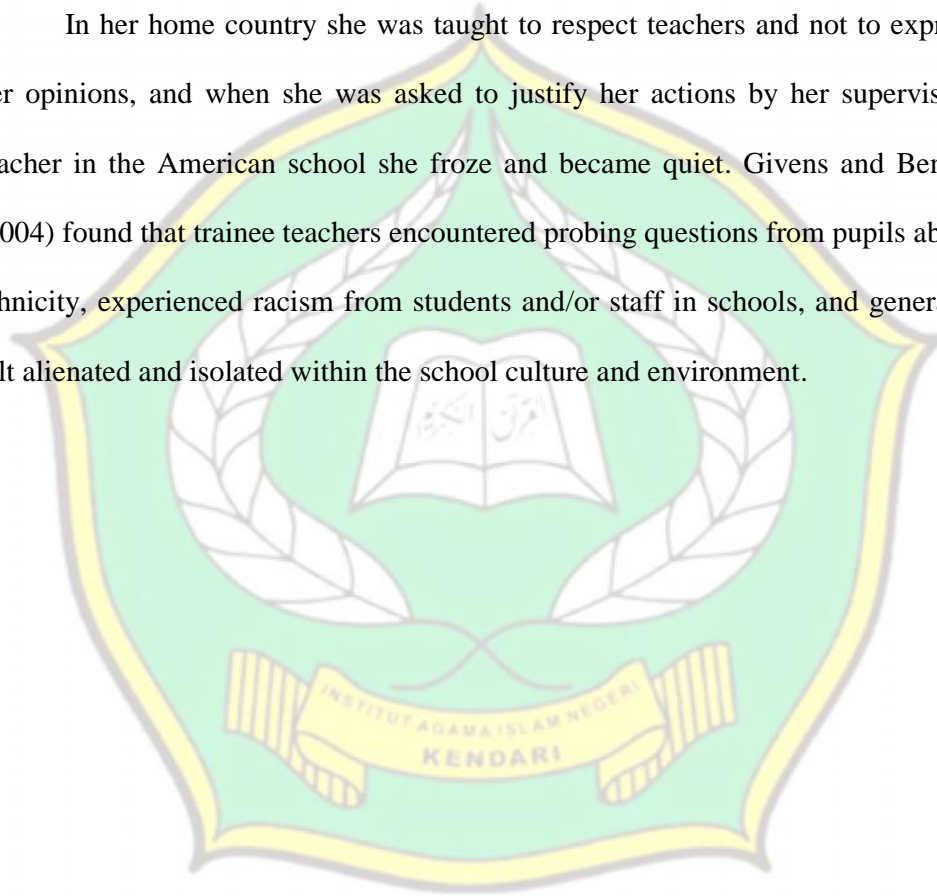 In her home country she was taught to respect teachers and not to expr
er opinions, and when she was asked to justify her actions by her supervis
acher in the American school she froze and became quiet. Givens and Ber
004) found that trainee teachers encountered probing questions from pupils ab
hnicity, experienced racism from students and/or staff in schools, and genera
lt alienated and isolated within the school culture and environment.
القرآن الكريم
INSTITUT AGAMA ISLAM NEGERI
KENDARI